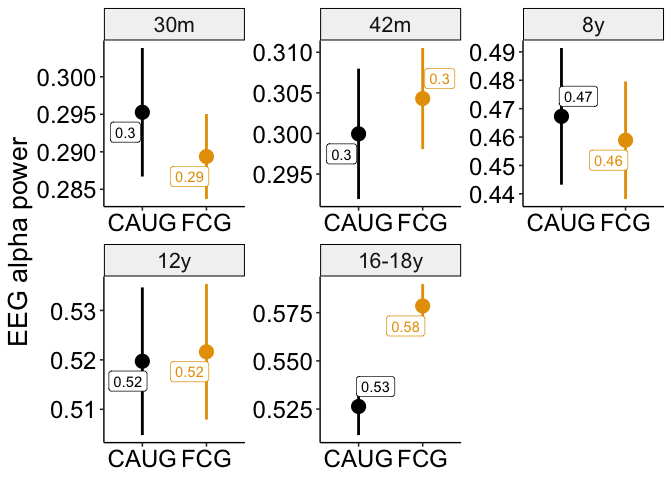 30m
42m
8y
EEG alpha power
0.300
0.295
0.290
0.285
0.3
0.29
CAUG FCG
0.310
0.305
0.300
0.295
0.3
0.3
CAUG FCG
0.49
0.48
0.47
0.46
0.45
0.44
0.47
0.46
CAUG FCG
12y
16-18y
0.53
0.52
0.51
0.52
0.52
CAUG FCG
0.575
0.550
0.525
0.58
0.53
CAUG FCG